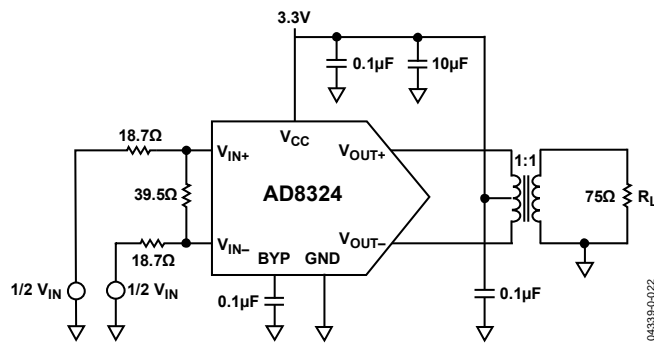 3.3V
0.1µF
10µF
18.7Ω
VIN+
VCC
VOUT+
1:1
39.5Ω
AD8324
75Ω
RL
VIN–
VOUT–
18.7Ω
BYP
GND
1/2 VIN
1/2 VIN
0.1µF
0.1µF
04339-0-022